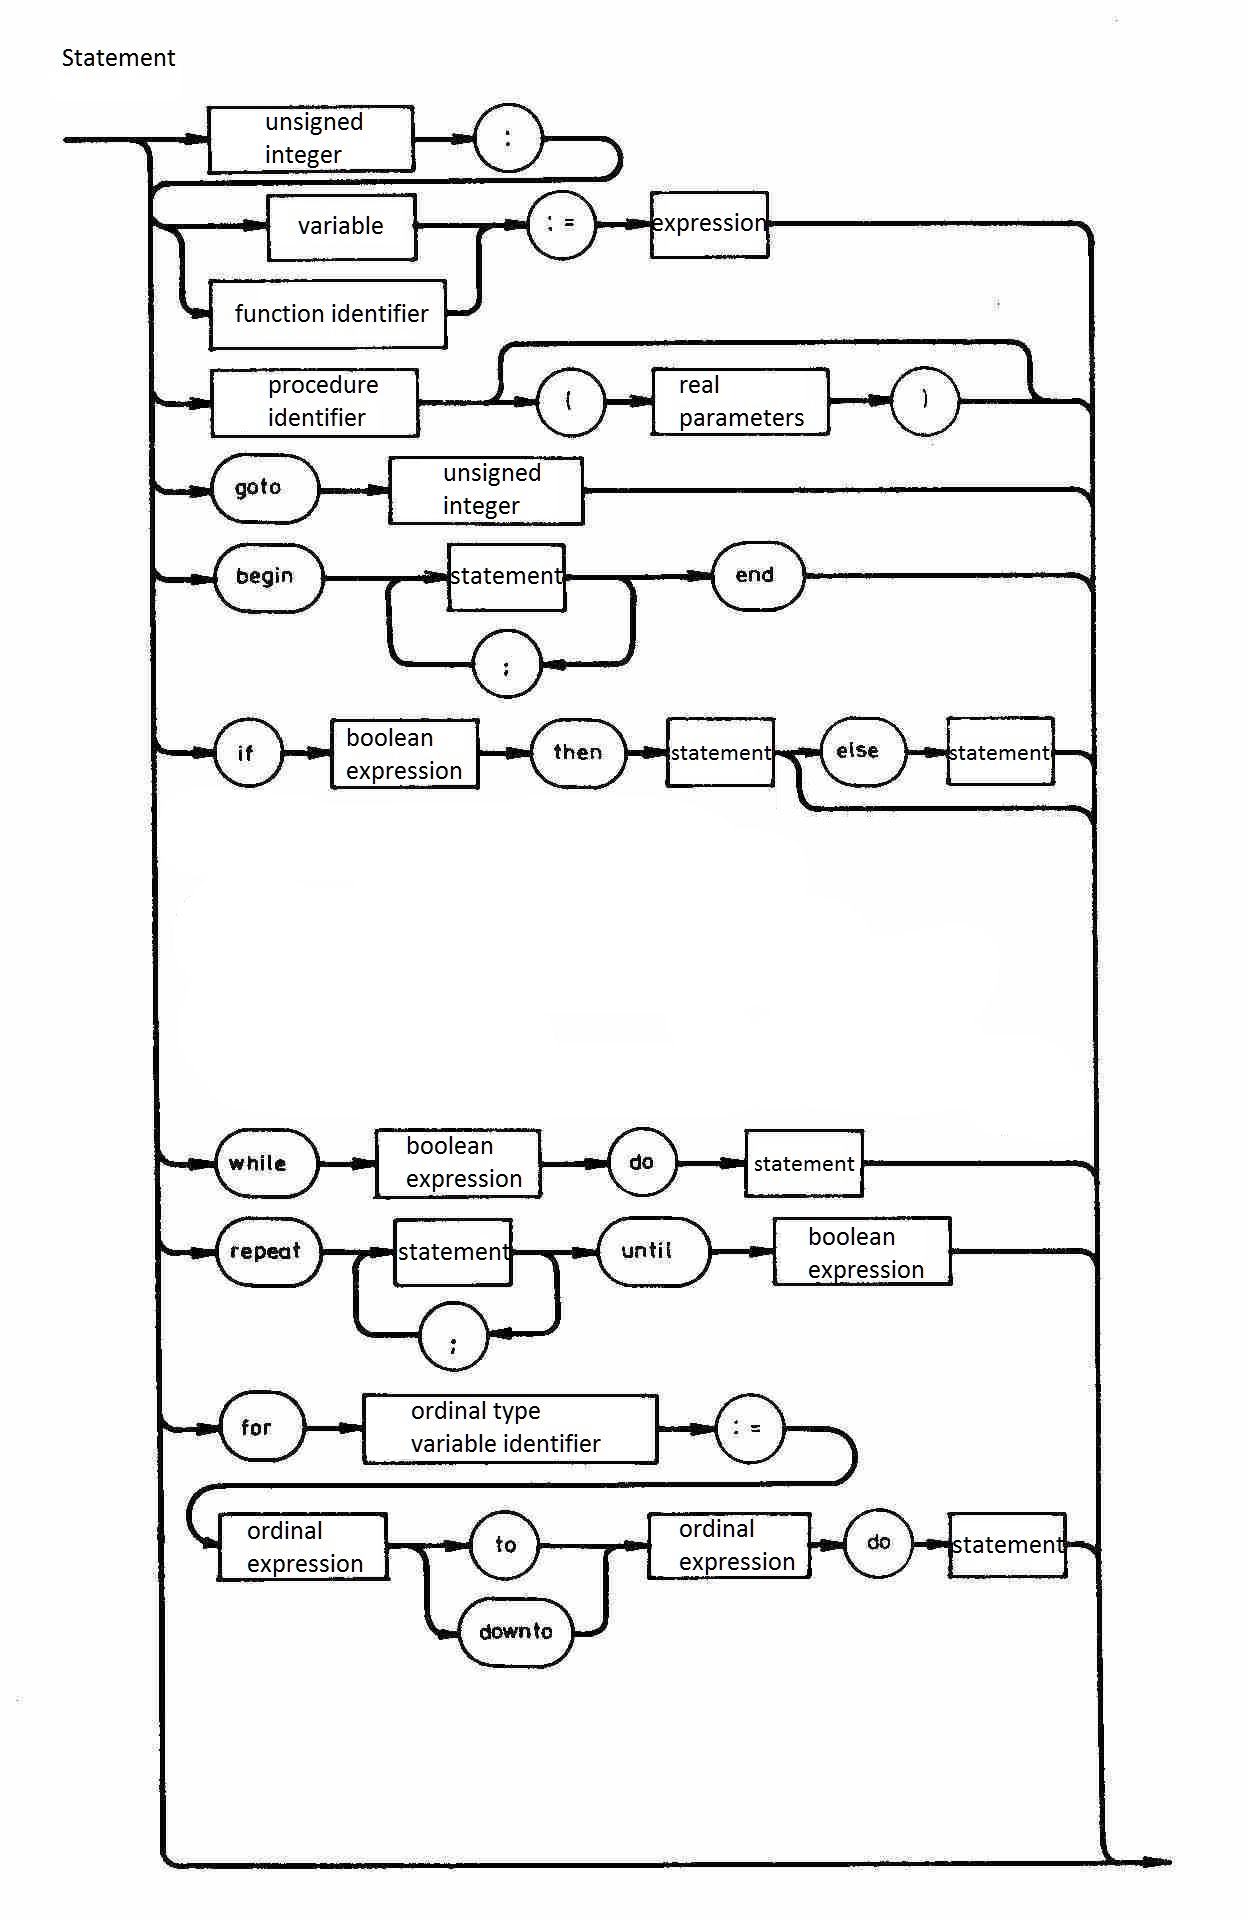 Statement
unsigned
integer
:
variable
:=
expression
function identifier
procedure
identifier
(
real
parameters
)
goto
unsigned
integer
begin
statement
end
;
if
boolean
expression
then
statement
else
statement
while
boolean
expression
do
statement
repeat
statement
until
boolean
expression
;
for
ordinal type
variable identifier
:=
ordinal
expression
to
ordinal
expression
do
statement
downto